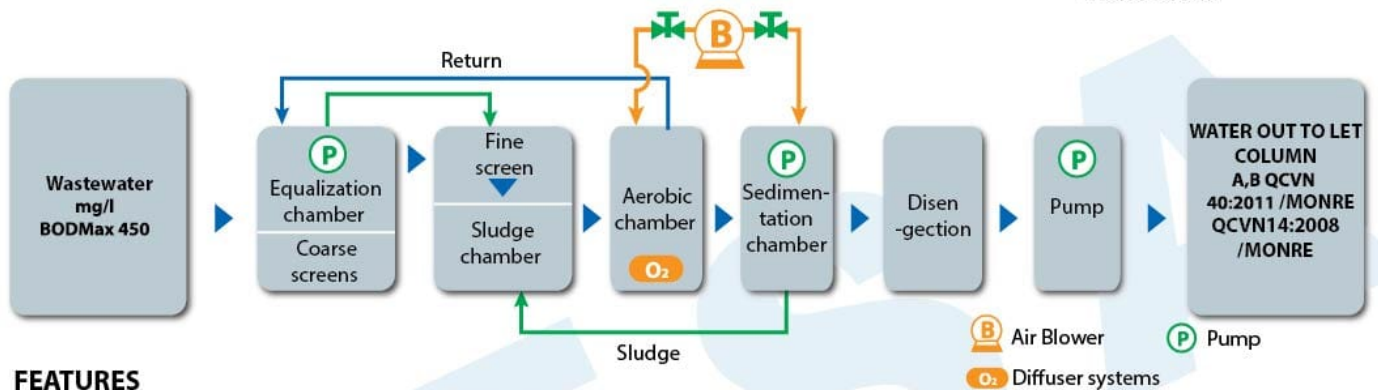 B
Return
Wastewater
mg/l
BODMax 450
P
Equalization
chamber
Coarse
screens
Fine
screen
Sludge
chamber
Aerobic
chamber
O₂
P
Sedimen-
tation
chamber
Disen
-gection
P
Pump
WATER OUT TO LET
COLUMN
A,B QCVN
40:2011 /MONRE
QCVN14:2008
/MONRE
Sludge
B Air Blower
P Pump
O₂ Diffuser systems
FEATURES